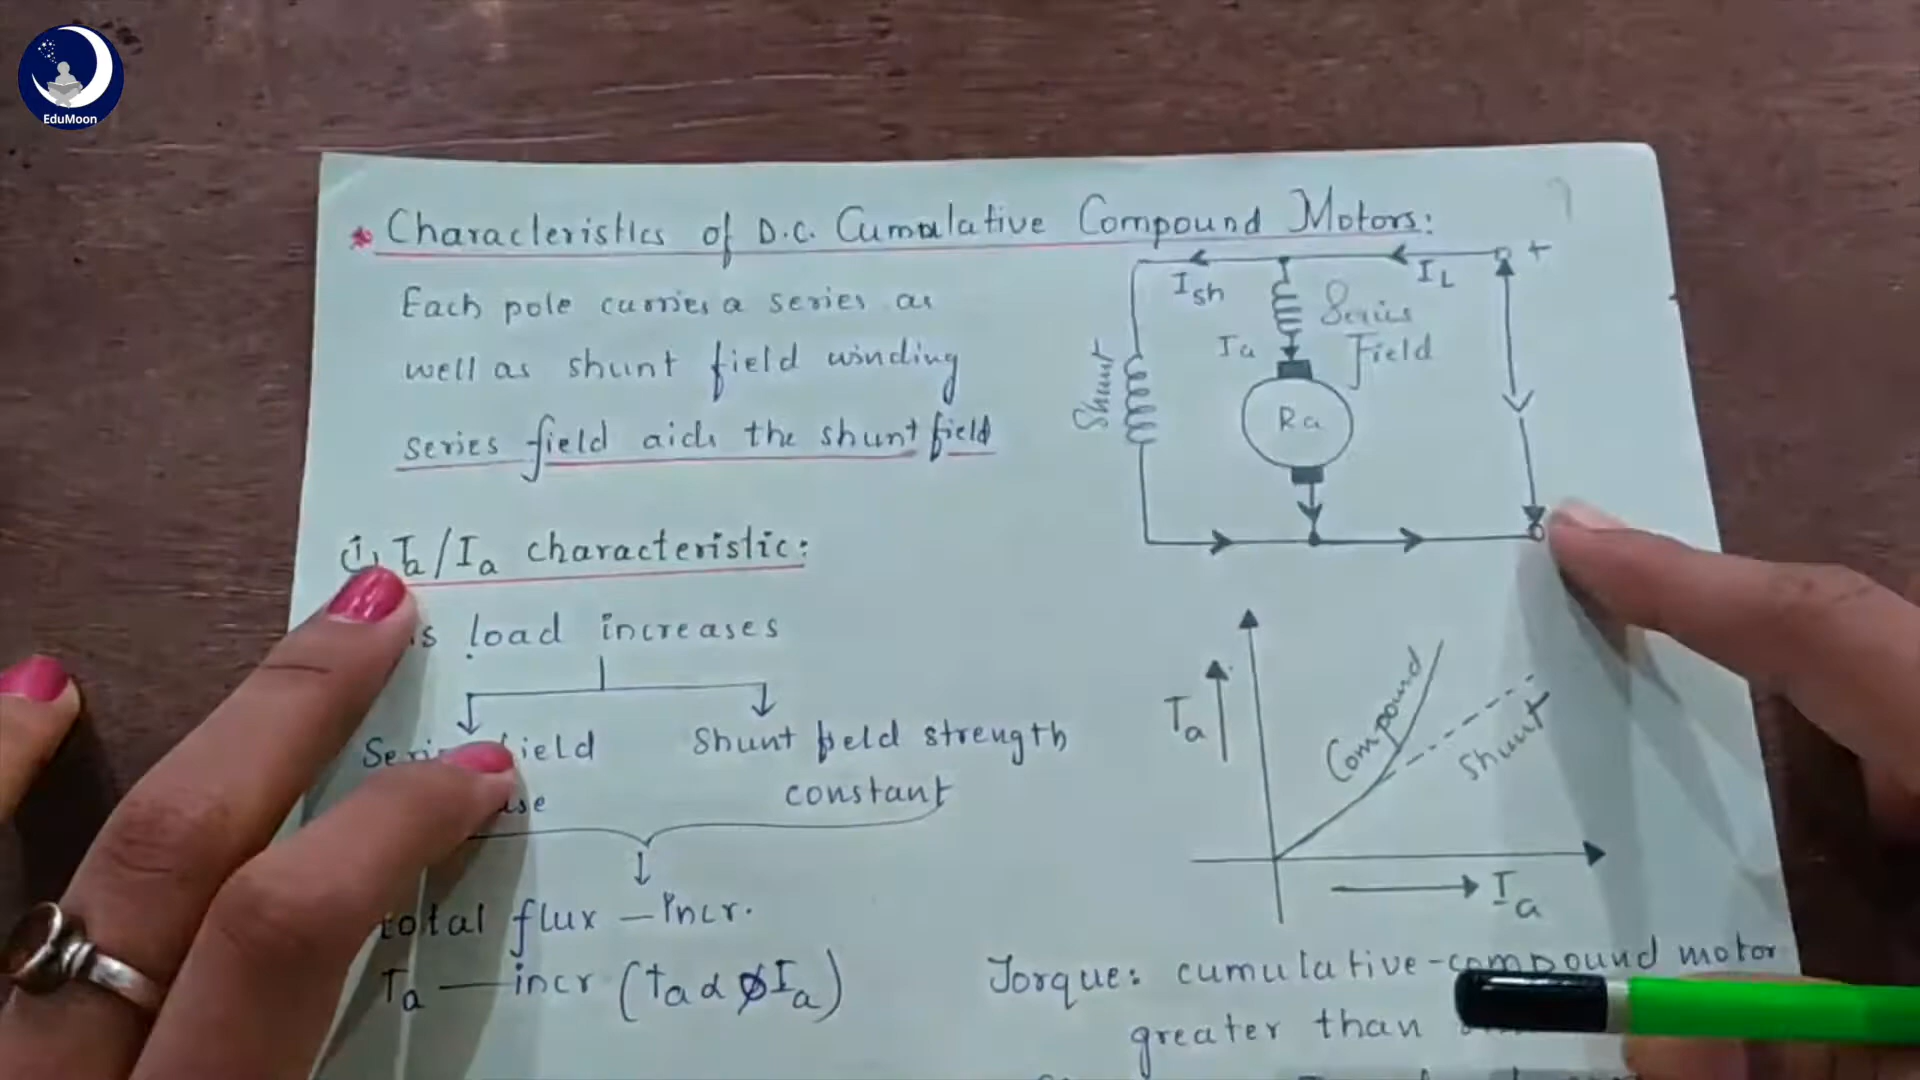 EduMoon
* Characteristics of D.C. Cumulative Compound Motors:
Each pole carries a series as
well as shunt field winding
series field aids the shunt field
Ish
IL
+
Series
Field
Ia
Shunt
Ra
① Ta/Ia characteristic:
load increases
Shunt field strength
constant
total flux — incr.
Ta — incr (Ta α ϕIa)
Ta
Compound
Shunt
Ia
Torque: cumulative-compound motor
greater than